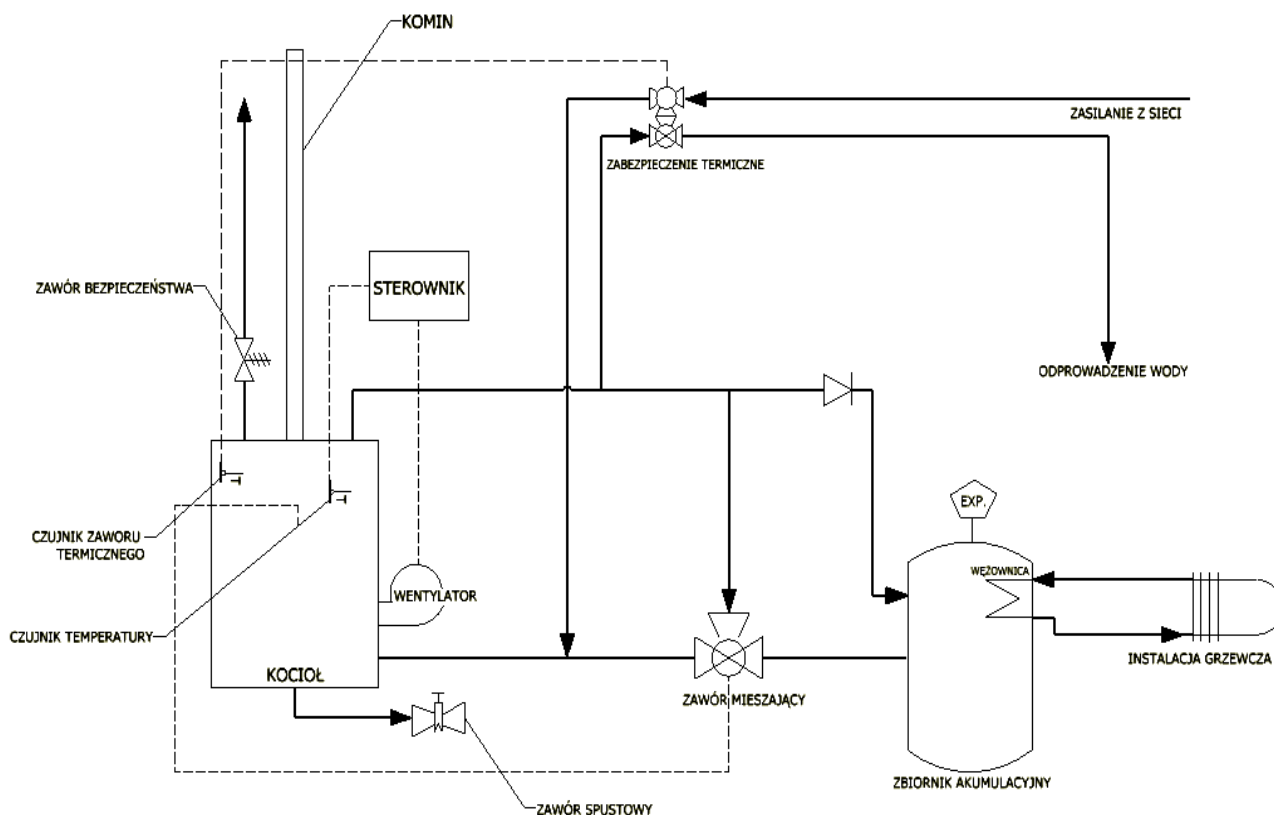 KOMIN
ZASILANIE Z SIECI
ZABEZPIECZENIE TERMICZNE
ZAWÓR BEZPIECZEŃSTWA
STEROWNIK
ODPROWADZENIE WODY
T
T
EXP.
CZUJNIK ZAWORU
TERMICZNEGO
WĘŻOWNICA
WENTYLATOR
CZUJNIK TEMPERATURY
INSTALACJA GRZEWCZA
KOCIOŁ
ZAWÓR MIESZAJĄCY
ZBIORNIK AKUMULACYJNY
ZAWÓR SPUSTOWY